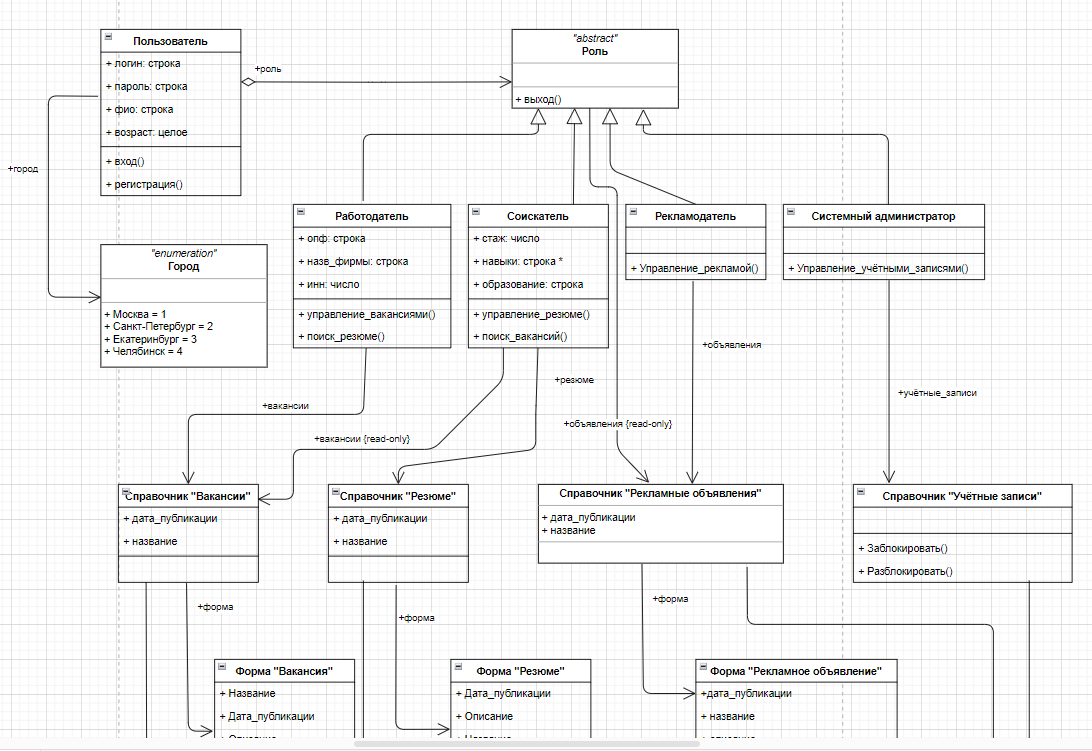 Пользователь
+ логин: строка
+ пароль: строка
+ фио: строка
+ возраст: целое
+ вход()
+ регистрация()
+роль
"abstract"
Роль
+ выход()
+город
"enumeration"
Город
+ Москва = 1
+ Санкт-Петербург = 2
+ Екатеринбург = 3
+ Челябинск = 4
Работодатель
+ опф: строка
+ назв_фирмы: строка
+ инн: число
+ управление_вакансиями()
+ поиск_резюме()
Соискатель
+ стаж: число
+ навыки: строка *
+ образование: строка
+ управление_резюме()
+ поиск_вакансий()
Рекламодатель
+ Управление_рекламой()
Системный администратор
+ Управление_учётными_записями()
+вакансии
+вакансии {read-only}
+резюме
+объявления {read-only}
+объявления
+учётные_записи
Справочник "Вакансии"
+ дата_публикации
+ название
Справочник "Резюме"
+ дата_публикации
+ название
Справочник "Рекламные объявления"
+ дата_публикации
+ название
Справочник "Учётные записи"
+ Заблокировать()
+ Разблокировать()
+форма
+форма
+форма
Форма "Вакансия"
+ Название
+ Дата_публикации
Форма "Резюме"
+ Дата_публикации
+ Описание
Форма "Рекламное объявление"
+дата_публикации
+ название